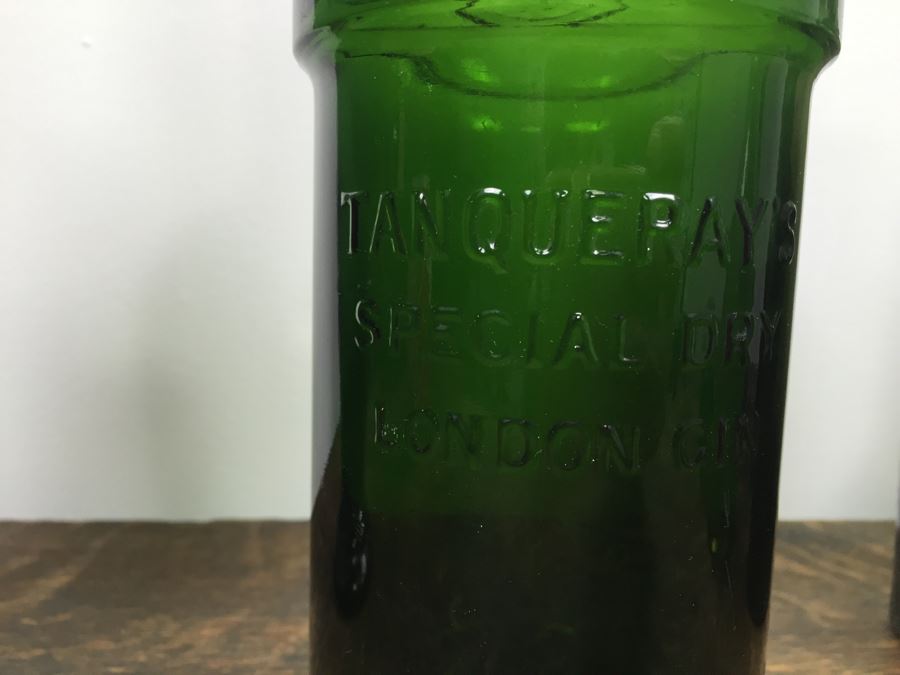 TANQUERAY'S
SPECIAL DRY
LONDON GIN